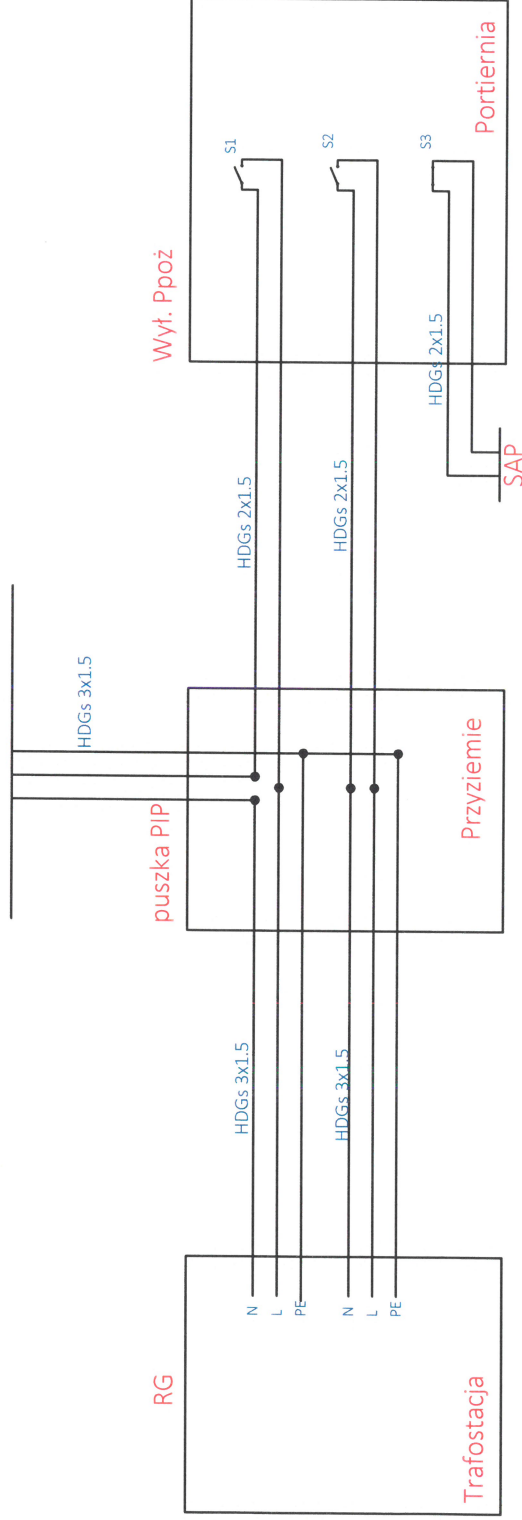 RG
N
L
PE
N
L
PE
Trafostacja
HDGs 3x1.5
HDGs 3x1.5
puszka PIP
HDGs 3x1.5
Przyziemie
HDGs 2x1.5
HDGs 2x1.5
Wył. Ppoż
S1
S2
S3
HDGs 2x1.5
SAP
Portiernia